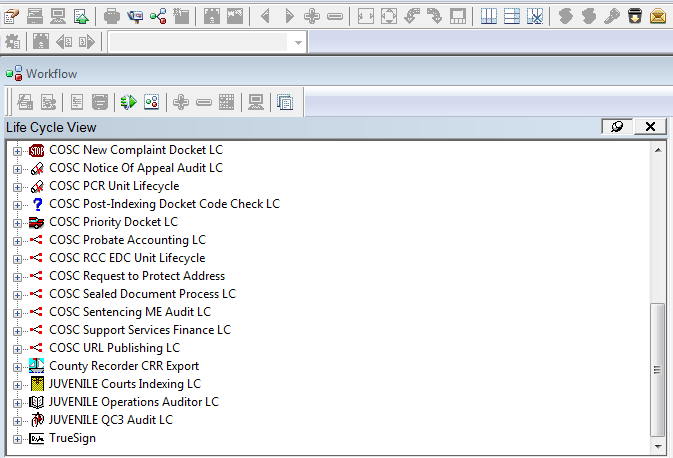 Workflow
Life Cycle View
COSC New Complaint Docket LC
COSC Notice Of Appeal Audit LC
COSC PCR Unit Lifecycle
COSC Post-Indexing Docket Code Check LC
COSC Priority Docket LC
COSC Probate Accounting LC
COSC RCC EDC Unit Lifecycle
COSC Request to Protect Address
COSC Sealed Document Process LC
COSC Sentencing ME Audit LC
COSC Support Services Finance LC
COSC URL Publishing LC
County Recorder CRR Export
JUVENILE Courts Indexing LC
JUVENILE Operations Auditor LC
JUVENILE QC3 Audit LC
TrueSign